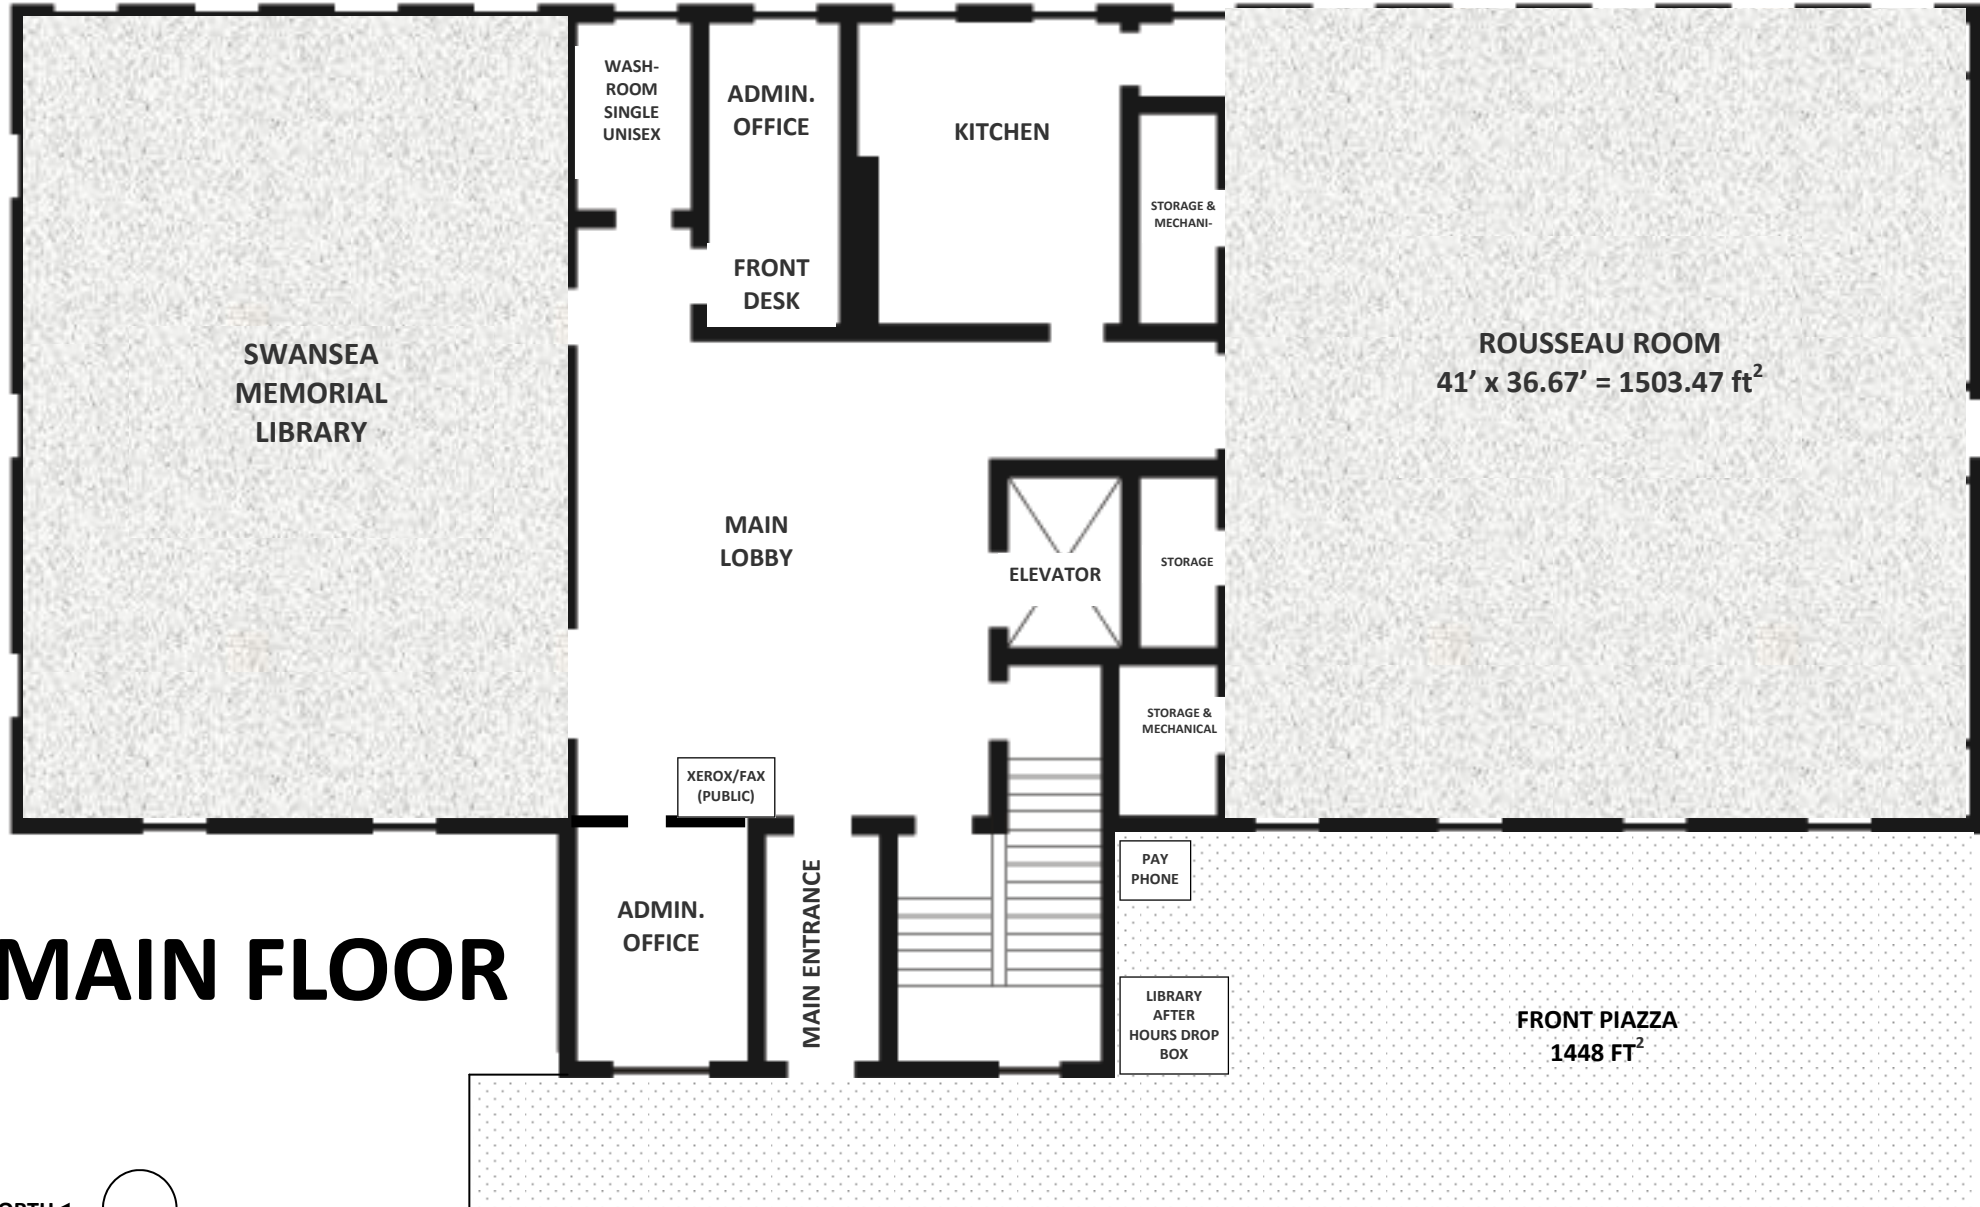 WASH-
ROOM
SINGLE
UNISEX
ADMIN.
OFFICE
KITCHEN
STORAGE &
MECHANI-
FRONT
DESK
SWANSEA
MEMORIAL
LIBRARY
ROUSSEAU ROOM
41’ x 36.67’ = 1503.47 ft²
MAIN
LOBBY
ELEVATOR
STORAGE
STORAGE &
MECHANICAL
XEROX/FAX
(PUBLIC)
PAY
PHONE
ADMIN.
OFFICE
MAIN ENTRANCE
MAIN FLOOR
LIBRARY
AFTER
HOURS DROP
BOX
FRONT PIAZZA
1448 FT²